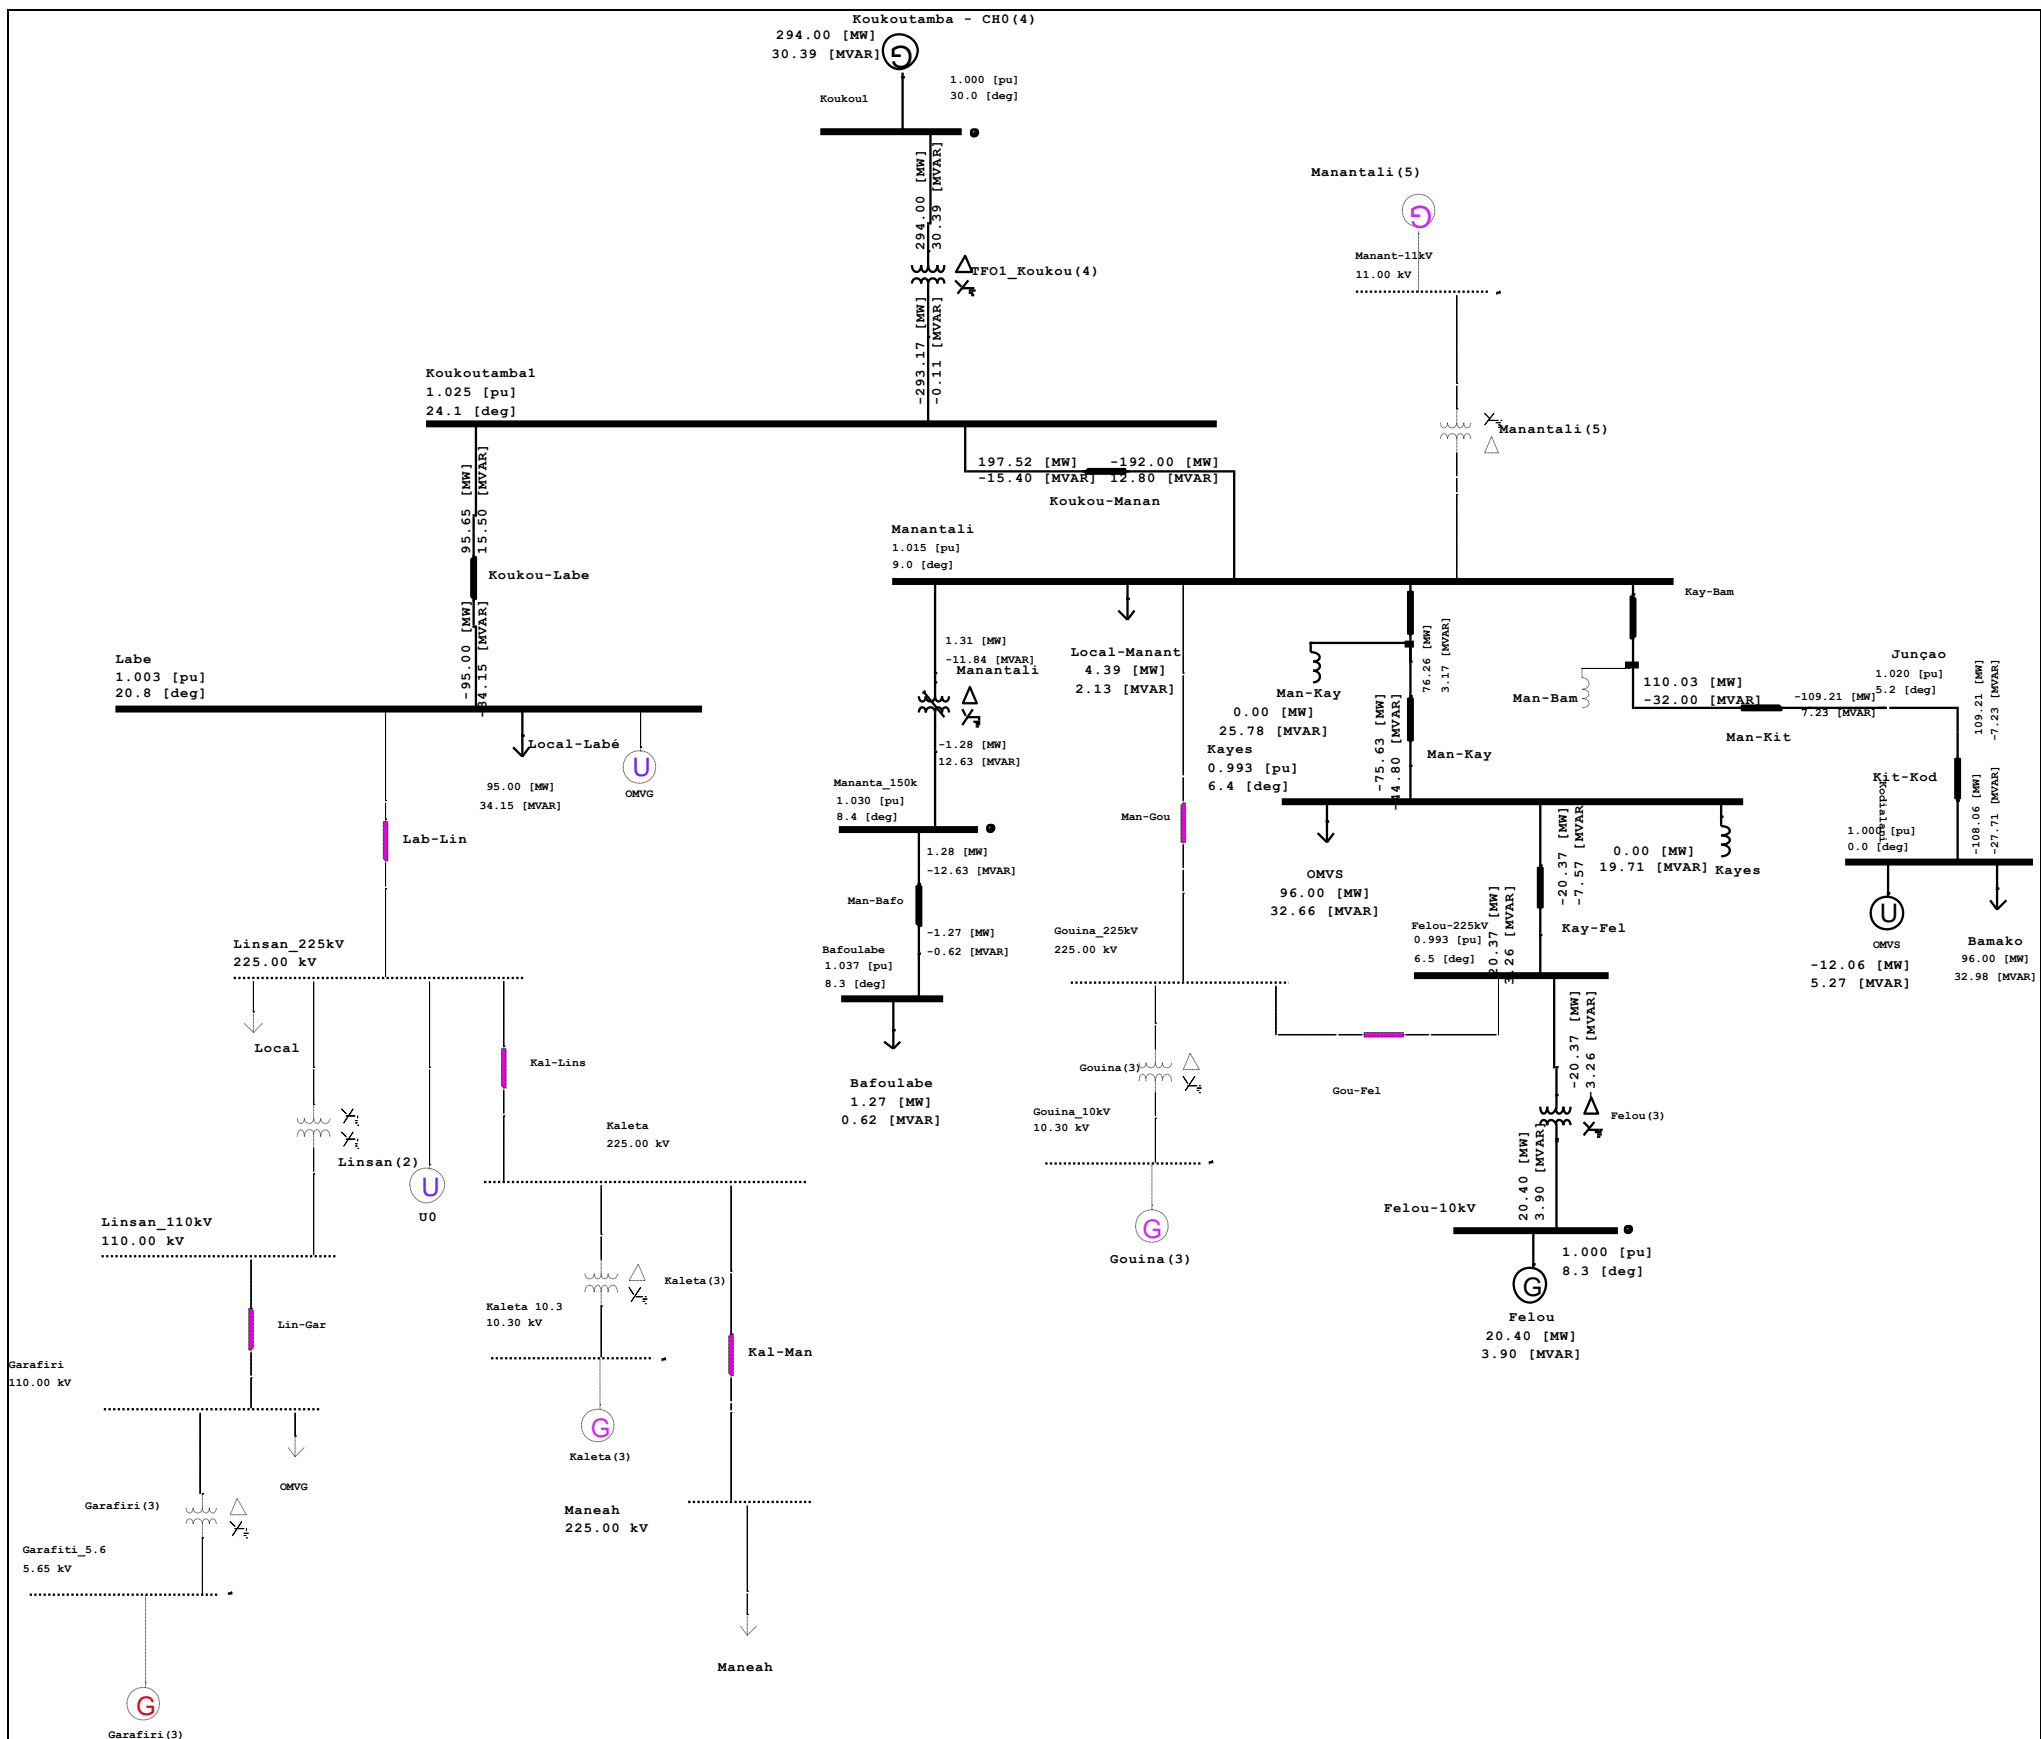 Koukoutamba - CH0(4)
294.00 [MW]
30.39 [MVAR]
G
1.000 [pu]
30.0 [deg]
Koukou1
294.00 [MW]
30.39 [MVAR]
TFO1_Koukou(4)
-293.17 [MW]
-0.11 [MVAR]
Manantali(5)
G
Manant-11kV
11.00 kV
Manantali(5)
Koukoutamba1
1.025 [pu]
24.1 [deg]
197.52 [MW]
-15.40 [MVAR]
-192.00 [MW]
12.80 [MVAR]
Koukou-Manan
95.65 [MW]
15.50 [MVAR]
Koukou-Labe
-95.00 [MW]
-34.15 [MVAR]
Labe
1.003 [pu]
20.8 [deg]
Local-Labé
95.00 [MW]
34.15 [MVAR]
U
OMVG
Lab-Lin
Manantali
1.015 [pu]
9.0 [deg]
1.31 [MW]
-11.84 [MVAR]
Manantali
-1.28 [MW]
12.63 [MVAR]
Mananta_150k
1.030 [pu]
8.4 [deg]
1.28 [MW]
-12.63 [MVAR]
Man-Bafo
-1.27 [MW]
-0.62 [MVAR]
Bafoulabe
1.037 [pu]
8.3 [deg]
Bafoulabe
1.27 [MW]
0.62 [MVAR]
Local-Manant
4.39 [MW]
2.13 [MVAR]
Man-Gou
Man-Kay
0.00 [MW]
25.78 [MVAR]
76.26 [MW]
3.17 [MVAR]
Man-Kay
-75.63 [MW]
-44.80 [MVAR]
Kayes
0.993 [pu]
6.4 [deg]
Kay-Bam
Man-Bam
110.03 [MW]
-32.00 [MVAR]
-109.21 [MW]
7.23 [MVAR]
Man-Kit
Junçao
1.020 [pu]
5.2 [deg]
109.21 [MW]
-7.23 [MVAR]
Kit-Kod
-108.06 [MW]
-27.71 [MVAR]
Kodialani
1.000 [pu]
0.0 [deg]
U
OMVS
-12.06 [MW]
5.27 [MVAR]
Bamako
96.00 [MW]
32.98 [MVAR]
OMVS
96.00 [MW]
32.66 [MVAR]
0.00 [MW]
19.71 [MVAR]
Kayes
-20.37 [MW]
-7.57 [MVAR]
Kay-Fel
20.37 [MW]
3.26 [MVAR]
Felou-225kV
0.993 [pu]
6.5 [deg]
-20.37 [MW]
3.26 [MVAR]
Felou(3)
20.40 [MW]
3.90 [MVAR]
Felou-10kV
1.000 [pu]
8.3 [deg]
G
Felou
20.40 [MW]
3.90 [MVAR]
Gouina_225kV
225.00 kV
Gou-Fel
Gouina(3)
Gouina_10kV
10.30 kV
G
Gouina(3)
Linsan_225kV
225.00 kV
Local
Linsan(2)
U
U0
Kal-Lins
Kaleta
225.00 kV
Linsan_110kV
110.00 kV
Lin-Gar
Kaleta(3)
Kaleta 10.3
10.30 kV
G
Kaleta(3)
Kal-Man
Garafiri
110.00 kV
OMVG
Garafiri(3)
Garafiti_5.6
5.65 kV
G
Garafiri(3)
Maneah
225.00 kV
Maneah